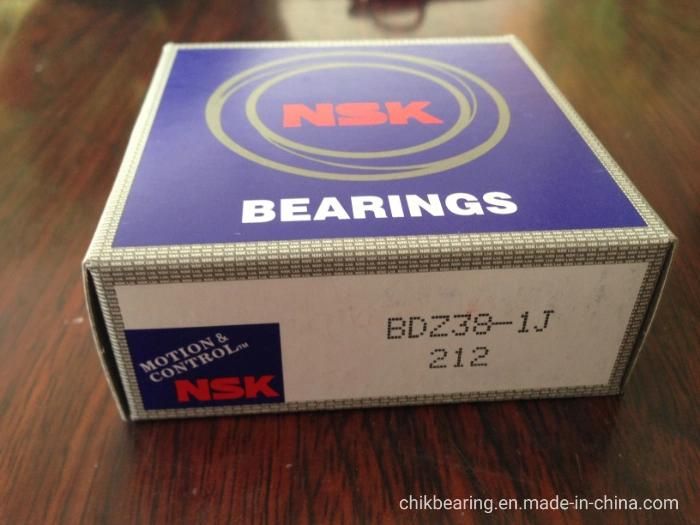 NSK
BEARINGS
BDZ38-1J
212
MOTION &
CONTROL™
NSK
chikbearing.en.made-in-china.com